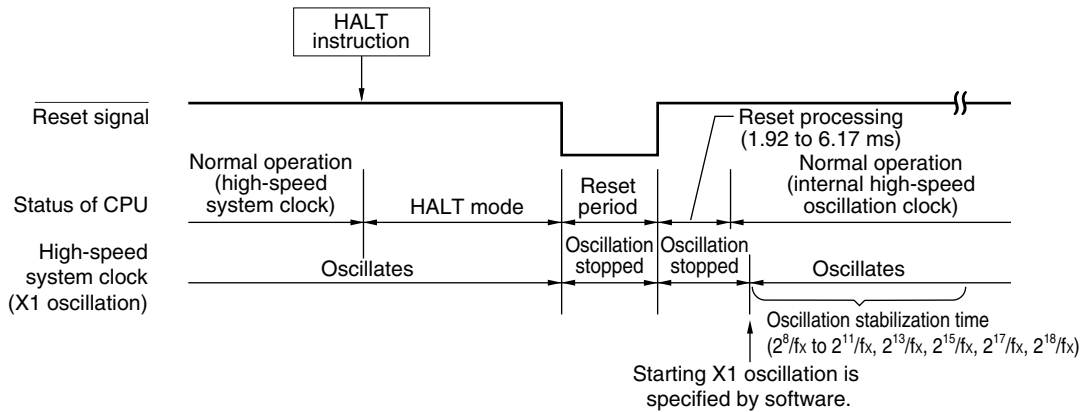 HALT
instruction
Reset signal
Reset processing
(1.92 to 6.17 ms)
Normal operation
(high-speed
system clock)
Reset
period
Normal operation
(internal high-speed
oscillation clock)
Status of CPU
HALT mode
High-speed
system clock
(X1 oscillation)
Oscillates
Oscillation
stopped
Oscillation
stopped
Oscillates
Oscillation stabilization time
(2⁸/fx to 2¹¹/fx, 2¹³/fx, 2¹⁵/fx, 2¹⁷/fx, 2¹⁸/fx)
Starting X1 oscillation is
specified by software.